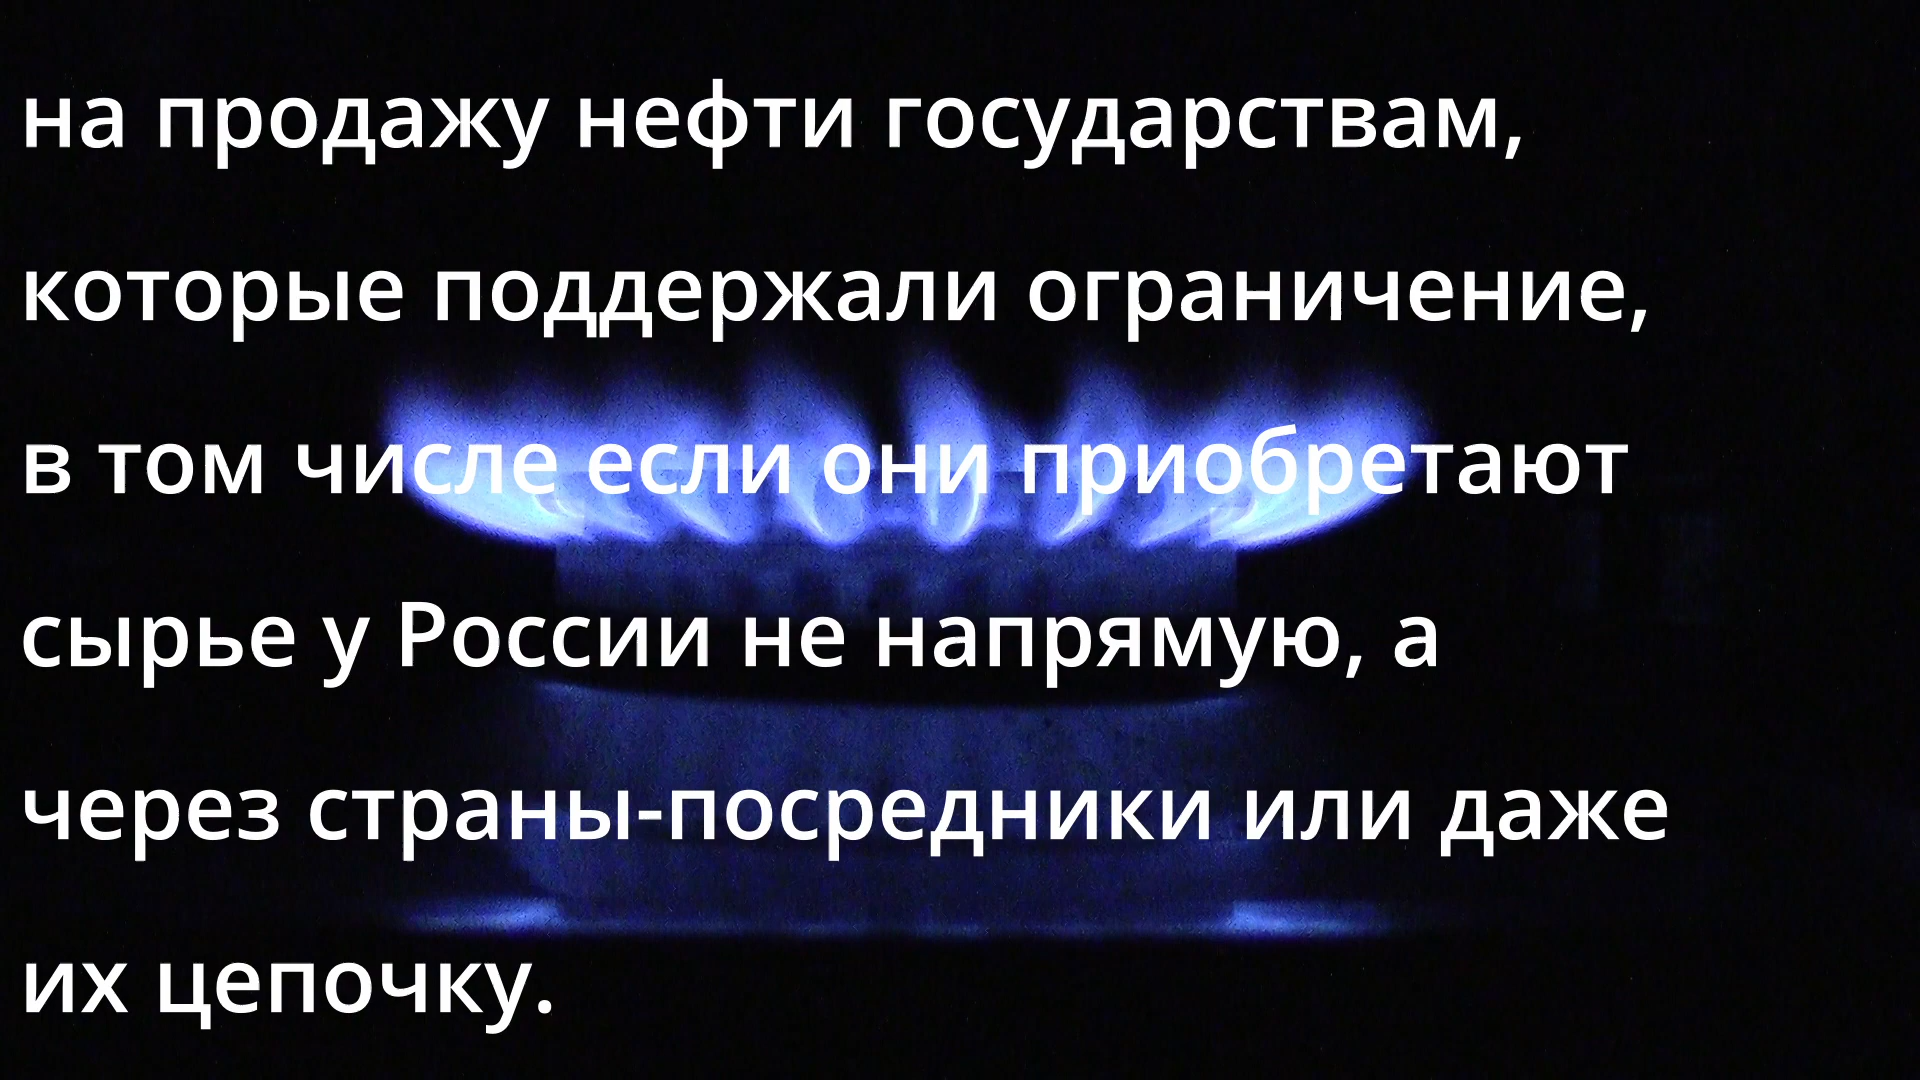 на продажу нефти государствам,
которые поддержали ограничение,
в том числе если они приобретают
сырье у России не напрямую, а
через страны-посредники или даже
их цепочку.